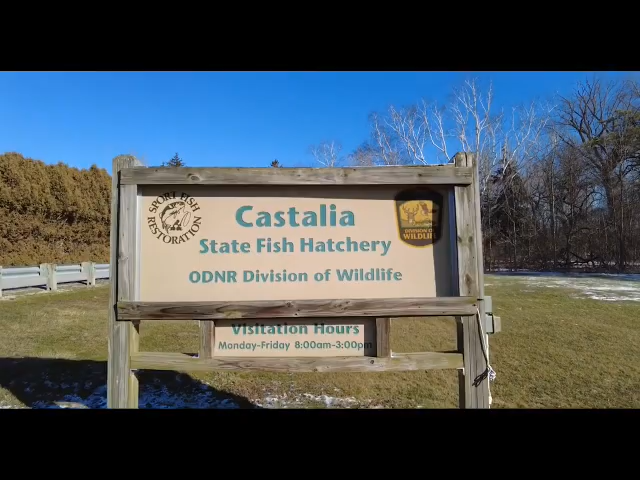 SPORT FISH
RESTORATION
Castalia
State Fish Hatchery
ODNR Division of Wildlife
DIVISION OF
WILDLIFE
Visitation Hours
Monday-Friday 8:00am-3:00pm